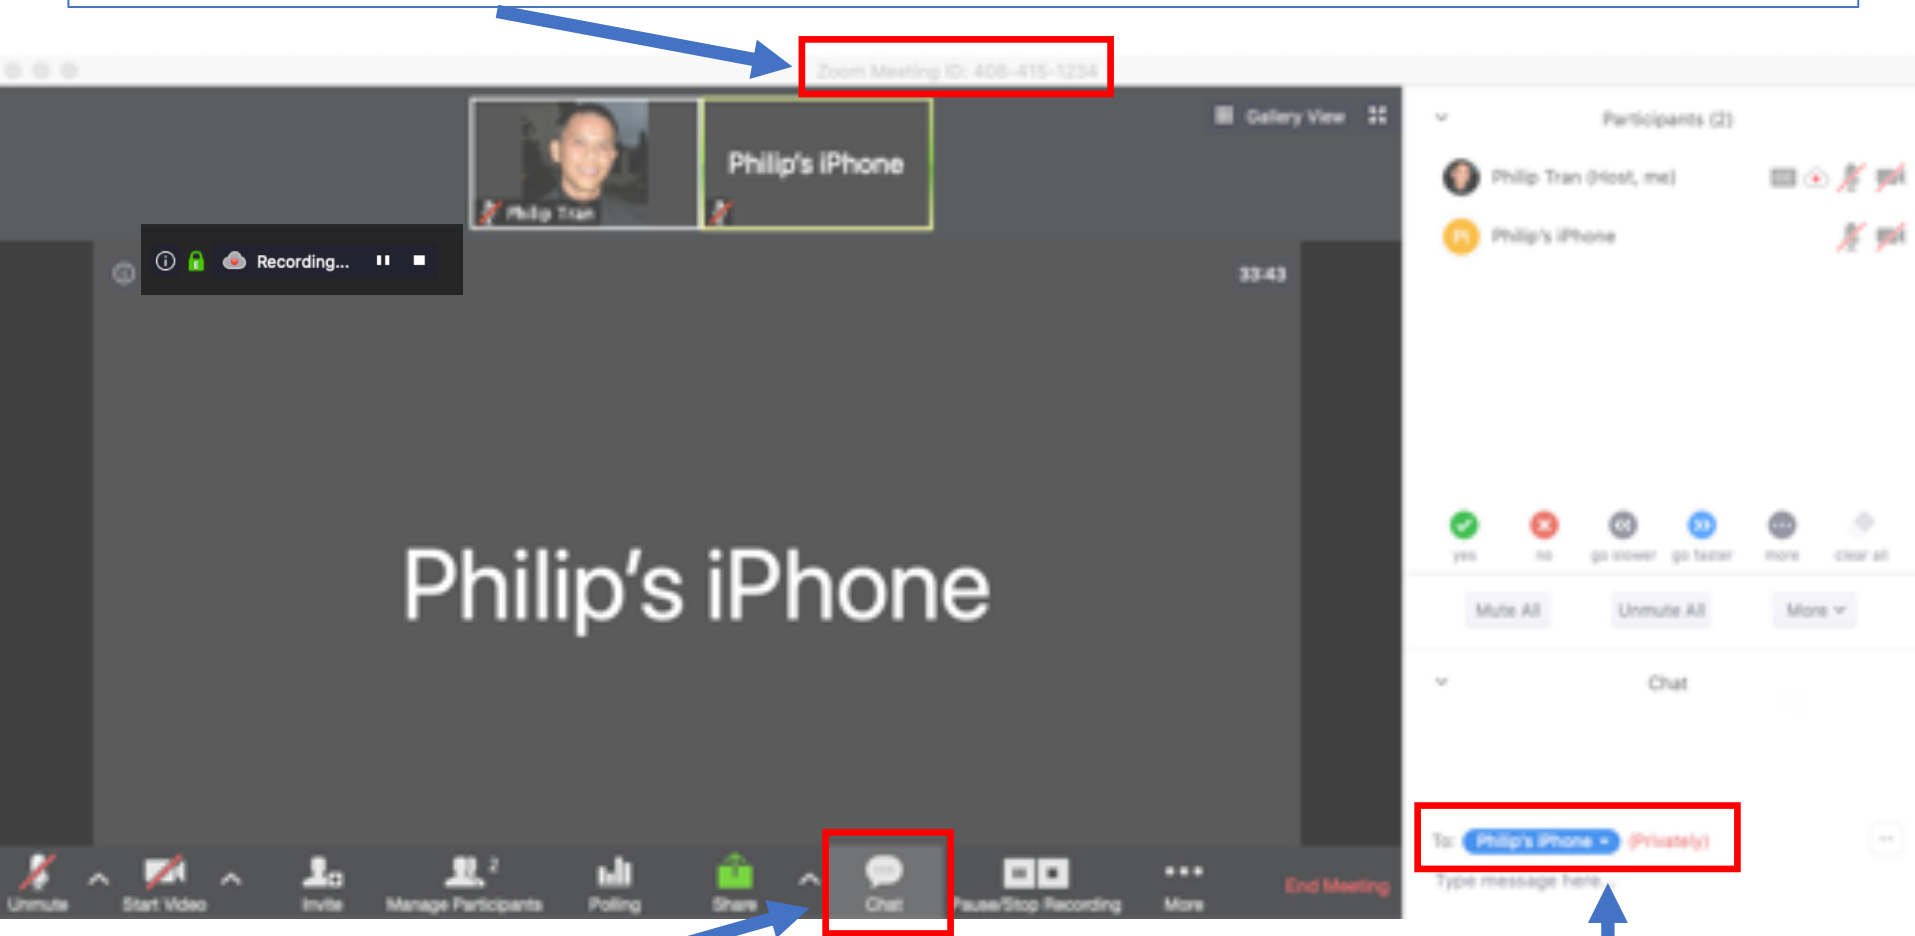 Zoom Meeting ID: 408-415-1234
Gallery View
Philip's iPhone
Philip Tran
Recording...
33:43
Philip's iPhone
Unmute
Start Video
Invite
Manage Participants
2
Polling
Share
Chat
Pause/Stop Recording
More
End Meeting
Participants (2)
Philip Tran (Host, me)
PI Philip's iPhone
yes no go slower go faster more clear all
Mute All Unmute All More
Chat
To: Philip's iPhone (Privately)
Type message here...